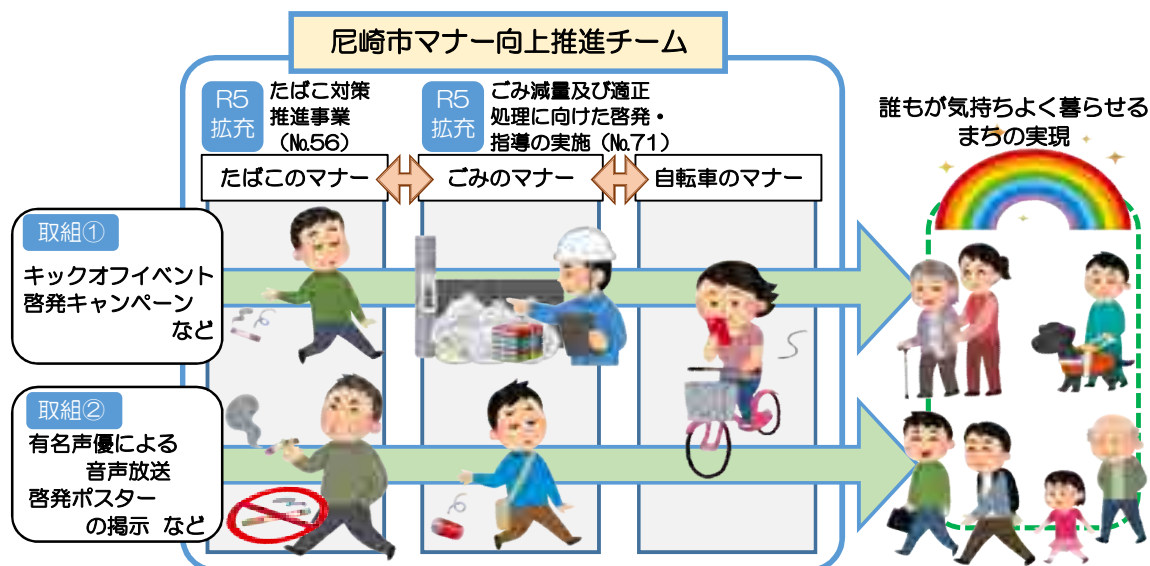 尼崎市マナー向上推進チーム
R5
拡充
たばこ対策
推進事業
（№56）
R5
拡充
ごみ減量及び適正
処理に向けた啓発・
指導の実施（№71）
たばこのマナー
ごみのマナー
自転車のマナー
誰もが気持ちよく暮らせる
まちの実現
取組①
キックオフイベント
啓発キャンペーン
など
取組②
有名声優による
音声放送
啓発ポスター
の掲示 など